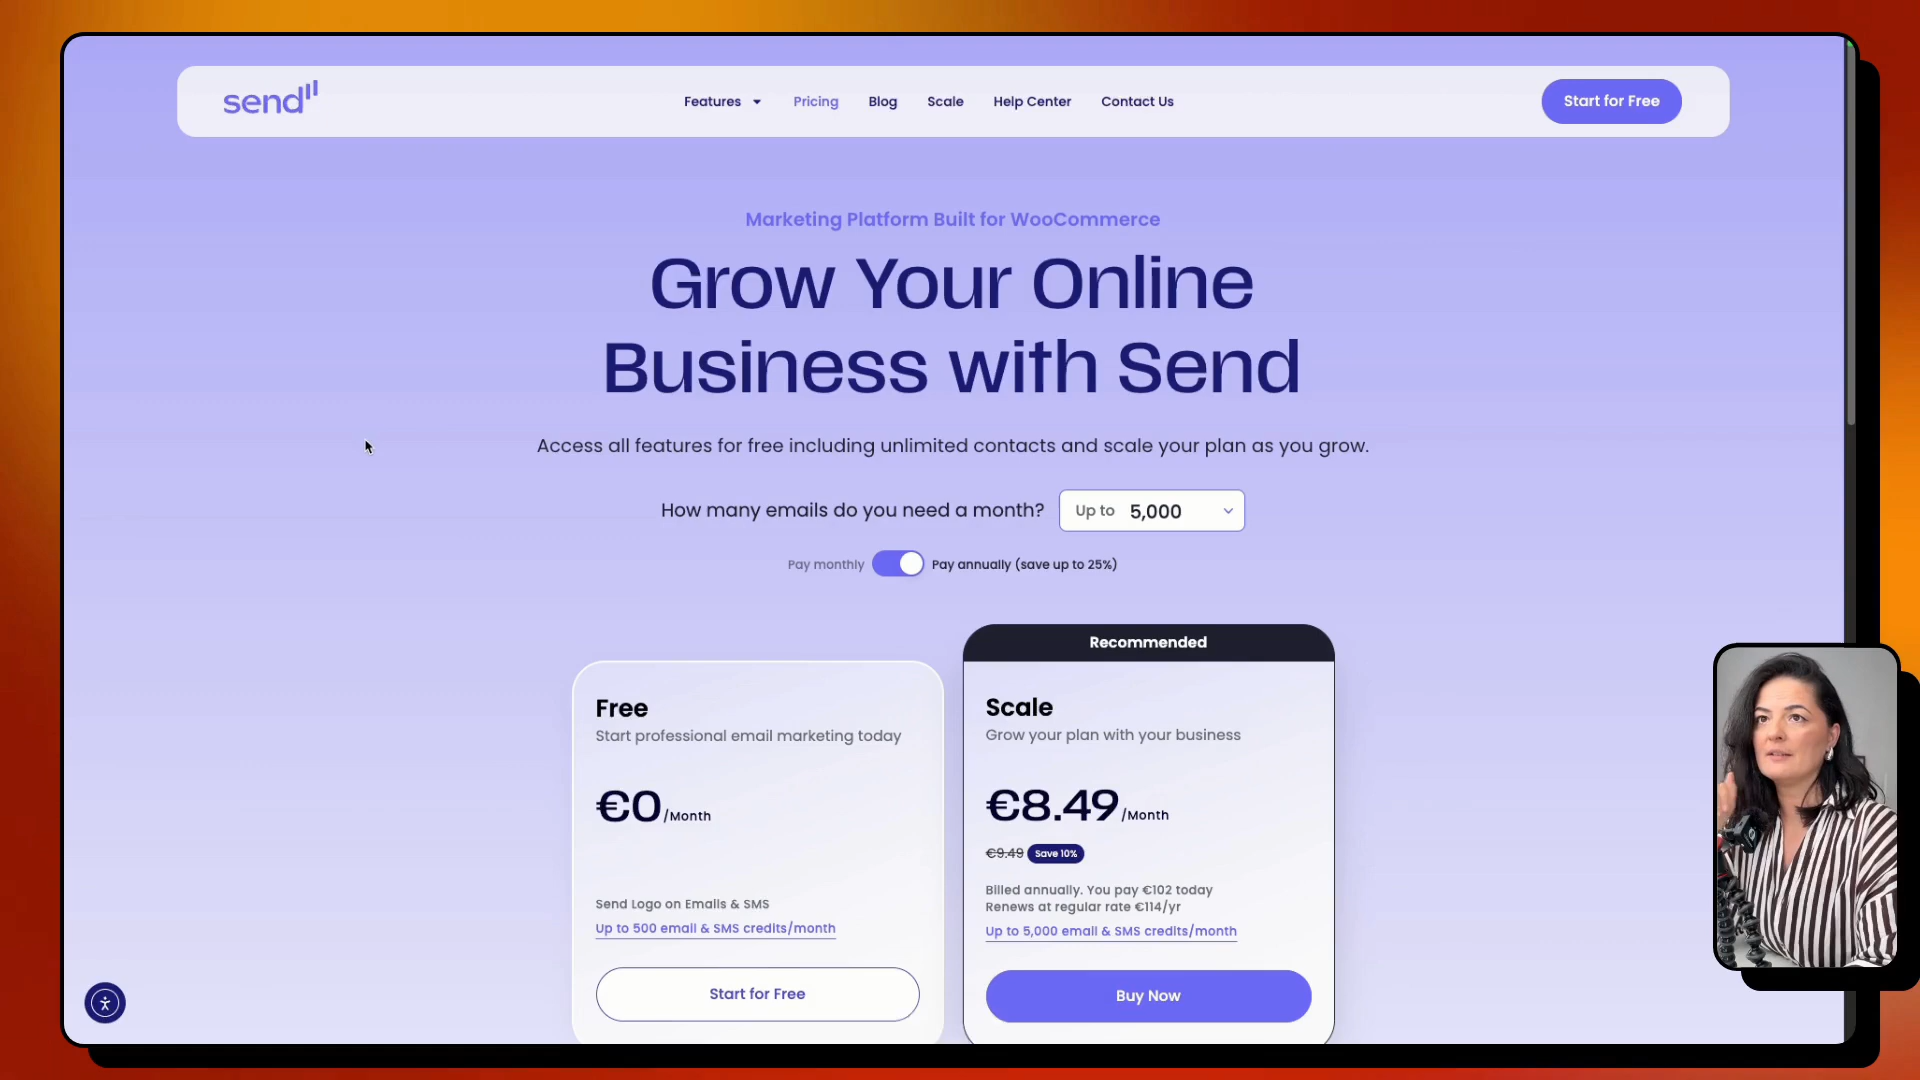 send
Features
Pricing
Blog
Scale
Help Center
Contact Us
Start for Free
Marketing Platform Built for WooCommerce
Grow Your Online
Business with Send
Access all features for free including unlimited contacts and scale your plan as you grow.
How many emails do you need a month?
Up to 5,000
Pay monthly
Pay annually (save up to 25%)
Free
Start professional email marketing today
€0/Month
Send Logo on Emails & SMS
Up to 500 email & SMS credits/month
Start for Free
Recommended
Scale
Grow your plan with your business
€8.49/Month
€9.49 Save 10%
Billed annually. You pay €102 today
Renews at regular rate €114/yr
Up to 5,000 email & SMS credits/month
Buy Now